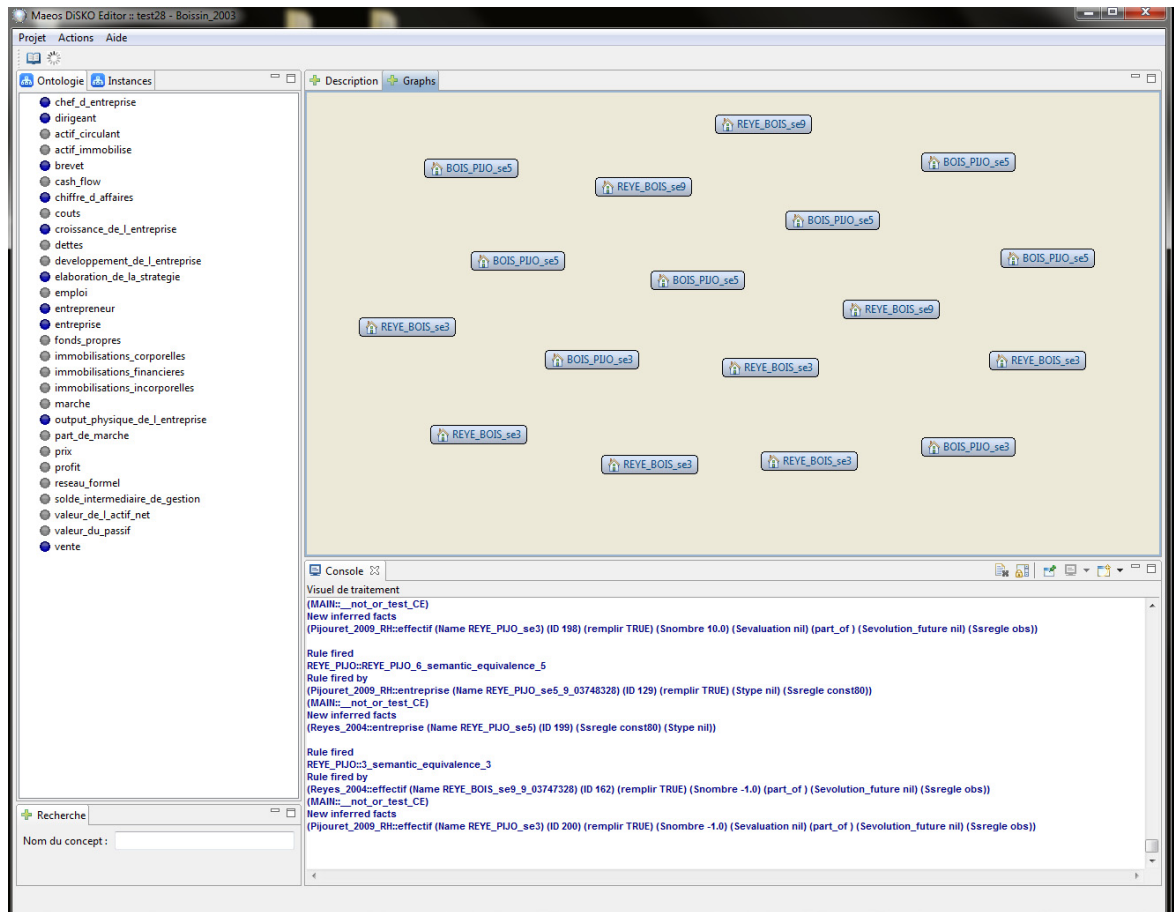 Maeos DiSKO Editor :: test28 - Boissin_2003
Projet Actions Aide
Ontologie Instances
chef_d_entreprise
dirigeant
actif_circulant
actif_immobilise
brevet
cash_flow
chiffre_d_affaires
couts
croissance_de_l_entreprise
dettes
developpement_de_l_entreprise
elaboration_de_la_strategie
emploi
entrepreneur
entreprise
fonds_propres
immobilisations_corporelles
immobilisations_financieres
immobilisations_incorporelles
marche
output_physique_de_l_entreprise
part_de_marche
prix
profit
reseau_formel
solde_intermediaire_de_gestion
valeur_de_l_actif_net
valeur_du_passif
vente
Recherche
Nom du concept :
Description Graphs
REYE_BOIS_se9
BOIS_PIJO_se5
BOIS_PIJO_se5
REYE_BOIS_se9
BOIS_PIJO_se5
BOIS_PIJO_se5
BOIS_PIJO_se5
BOIS_PIJO_se5
REYE_BOIS_se9
REYE_BOIS_se3
BOIS_PIJO_se3
REYE_BOIS_se3
REYE_BOIS_se3
REYE_BOIS_se3
BOIS_PIJO_se3
REYE_BOIS_se3
REYE_BOIS_se3
Console
Visuel de traitement
(MAIN::__not_or_test_CE)
New inferred facts
(Pijouret_2009_RH::effectif (Name REYE_PIJO_se3) (ID 198) (remplir TRUE) (Snombre 10.0) (Sevaluation nil) (part_of ) (Sevolution_future nil) (Ssregle obs))
Rule fired
REYE_PIJO::REYE_PIJO_6_semantic_equivalence_5
Rule fired by
(Pijouret_2009_RH::entreprise (Name REYE_PIJO_se5_9_03748328) (ID 129) (remplir TRUE) (Stype nil) (Ssregle const80))
(MAIN::__not_or_test_CE)
New inferred facts
(Reyes_2004::entreprise (Name REYE_PIJO_se5) (ID 199) (Ssregle const80) (Stype nil))
Rule fired
REYE_PIJO::3_semantic_equivalence_3
Rule fired by
(Reyes_2004::effectif (Name REYE_BOIS_se9_9_03747328) (ID 162) (remplir TRUE) (Snombre -1.0) (part_of ) (Sevolution_future nil) (Ssregle obs))
(MAIN::__not_or_test_CE)
New inferred facts
(Pijouret_2009_RH::effectif (Name REYE_PIJO_se3) (ID 200) (remplir TRUE) (Snombre -1.0) (Sevaluation nil) (part_of ) (Sevolution_future nil) (Ssregle obs))